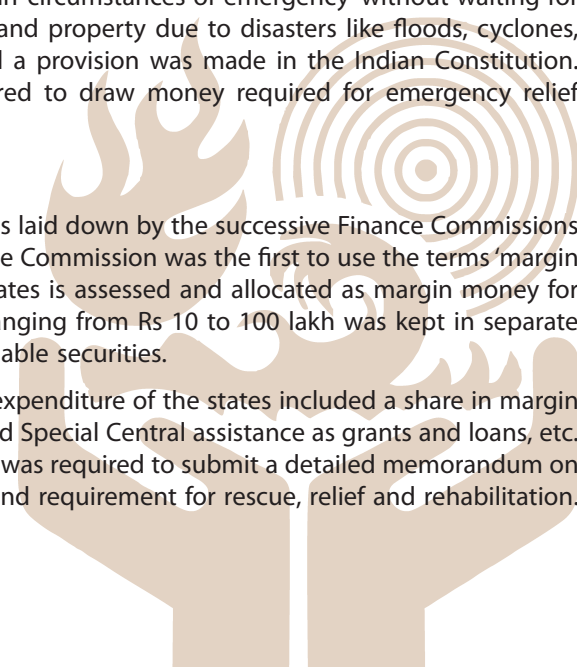 in circumstances of emergency without waiting for
and property due to disasters like floods, cyclones,
a provision was made in the Indian Constitution.
red to draw money required for emergency relief
s laid down by the successive Finance Commissions
e Commission was the first to use the terms ‘margin
ates is assessed and allocated as margin money for
anging from Rs 10 to 100 lakh was kept in separate
able securities.
expenditure of the states included a share in margin
d Special Central assistance as grants and loans, etc.
was required to submit a detailed memorandum on
nd requirement for rescue, relief and rehabilitation.